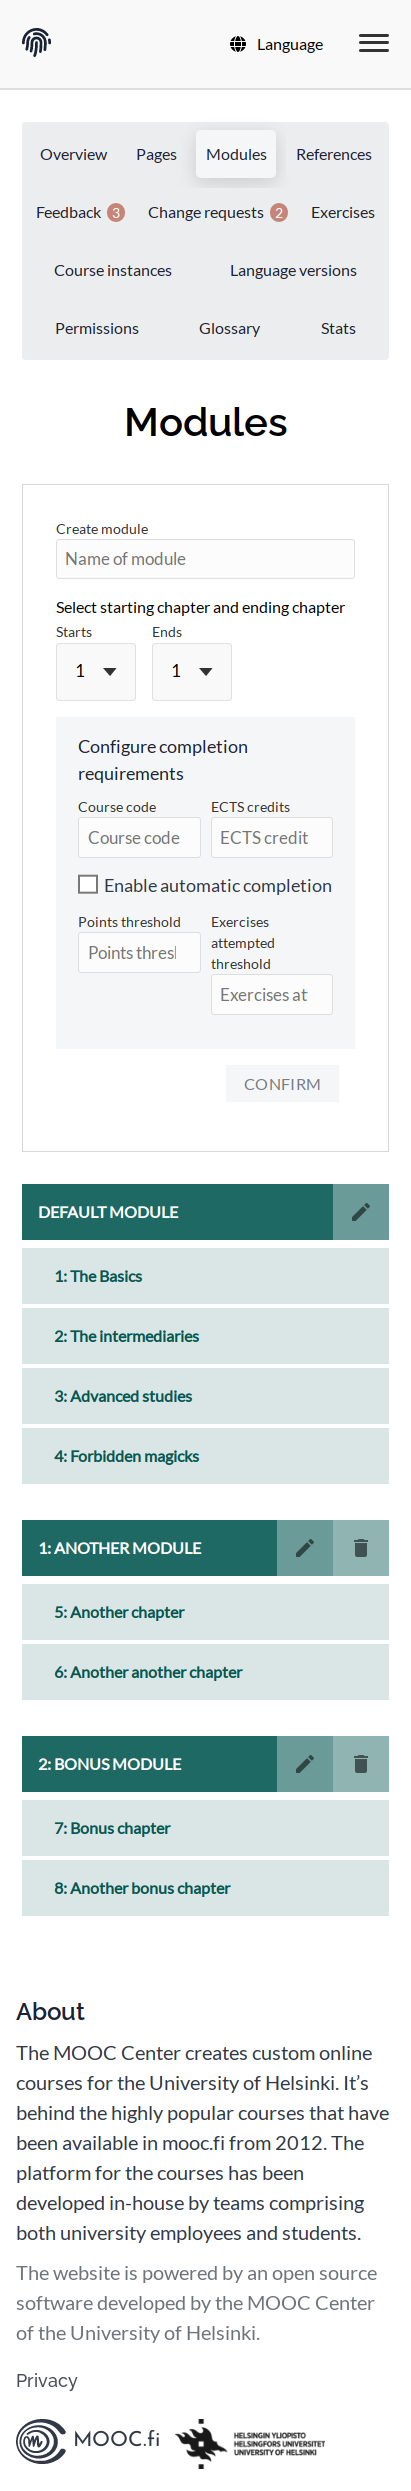 Language
Overview Pages Modules References
Feedback 3 Change requests 2 Exercises
Course instances Language versions
Permissions Glossary Stats
Modules
Create module
Name of module
Select starting chapter and ending chapter
Starts Ends
1 1
Configure completion
requirements
Course code ECTS credits
Course code ECTS credit
Enable automatic completion
Points threshold Exercises
attempted
threshold
Points thresl
Exercises at
CONFIRM
DEFAULT MODULE
1: The Basics
2: The intermediaries
3: Advanced studies
4: Forbidden magicks
1: ANOTHER MODULE
5: Another chapter
6: Another another chapter
2: BONUS MODULE
7: Bonus chapter
8: Another bonus chapter
About
The MOOC Center creates custom online
courses for the University of Helsinki. It’s
behind the highly popular courses that have
been available in mooc.fi from 2012. The
platform for the courses has been
developed in-house by teams comprising
both university employees and students.
The website is powered by an open source
software developed by the MOOC Center
of the University of Helsinki.
Privacy
MOOC.fi
HELSINGIN YLIOPISTO
HELSINGFORS UNIVERSITET
UNIVERSITY OF HELSINKI